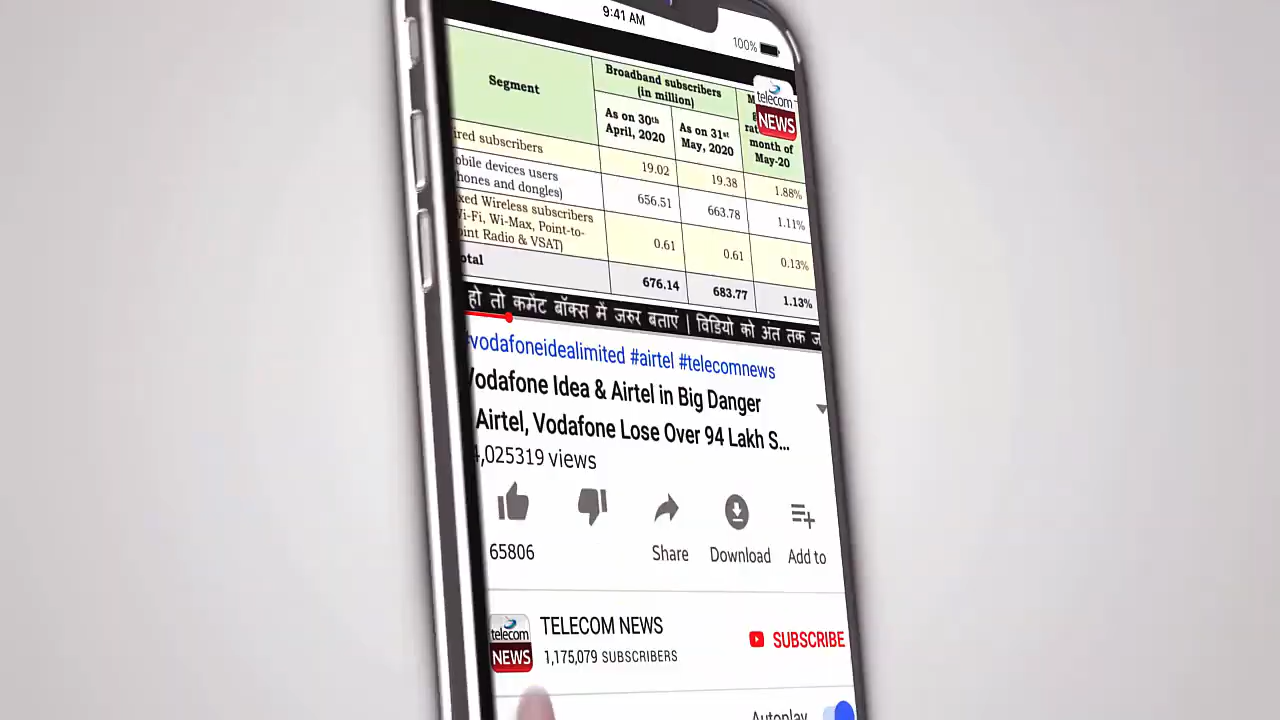 9:41 AM
100%
Segment
Broadband subscribers
(in million)
As on 30th
April, 2020
As on 31st
May, 2020
month of
May-20
telecom
NEWS
ired subscribers
19.02
19.38
1.88%
obile devices users
hones and dongles)
656.51
663.78
1.11%
xed Wireless subscribers
Vi-Fi, Wi-Max, Point-to-
oint Radio & VSAT)
0.61
0.61
0.13%
otal
676.14
683.77
1.13%
हो तो कमेंट बॉक्स में जरुर बताएं | विडियो को अंत तक
#vodafoneidealimited #airtel #telecomnews
Vodafone Idea & Airtel in Big Danger
Airtel, Vodafone Lose Over 94 Lakh S...
4,025319 views
65806
Share
Download
Add to
telecom
NEWS
TELECOM NEWS
1,175,079 SUBSCRIBERS
SUBSCRIBE
Autoplay